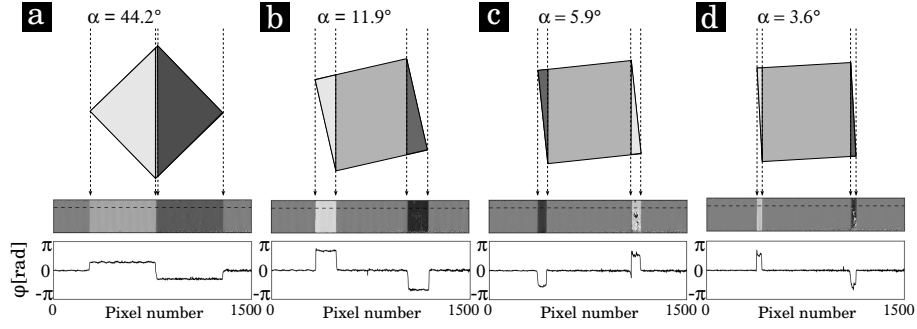 a α = 44.2° b α = 11.9° c α = 5.9° d α = 3.6°
π π π π
φ[rad] 0 0 0 0
-π -π -π -π
0 1500 0 1500 0 1500 0 1500
Pixel number Pixel number Pixel number Pixel number